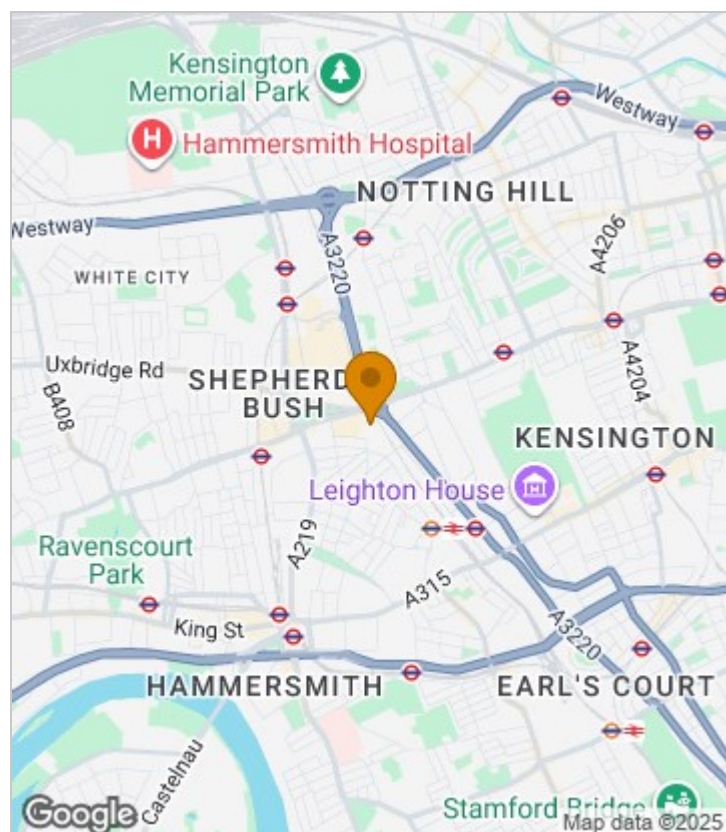 Kensington
Memorial Park
Westway
H
Hammersmith Hospital
NOTTING HILL
Westway
A3220
A4206
WHITE CITY
Uxbridge Rd
A4204
SHEPHERD
BUSH
B408
KENSINGTON
Leighton House
A219
Ravenscourt
Park
A315
King St
A3220
HAMMERSMITH
EARL'S COURT
Castelnau
Stamford Bridge
Google
Map data ©2025